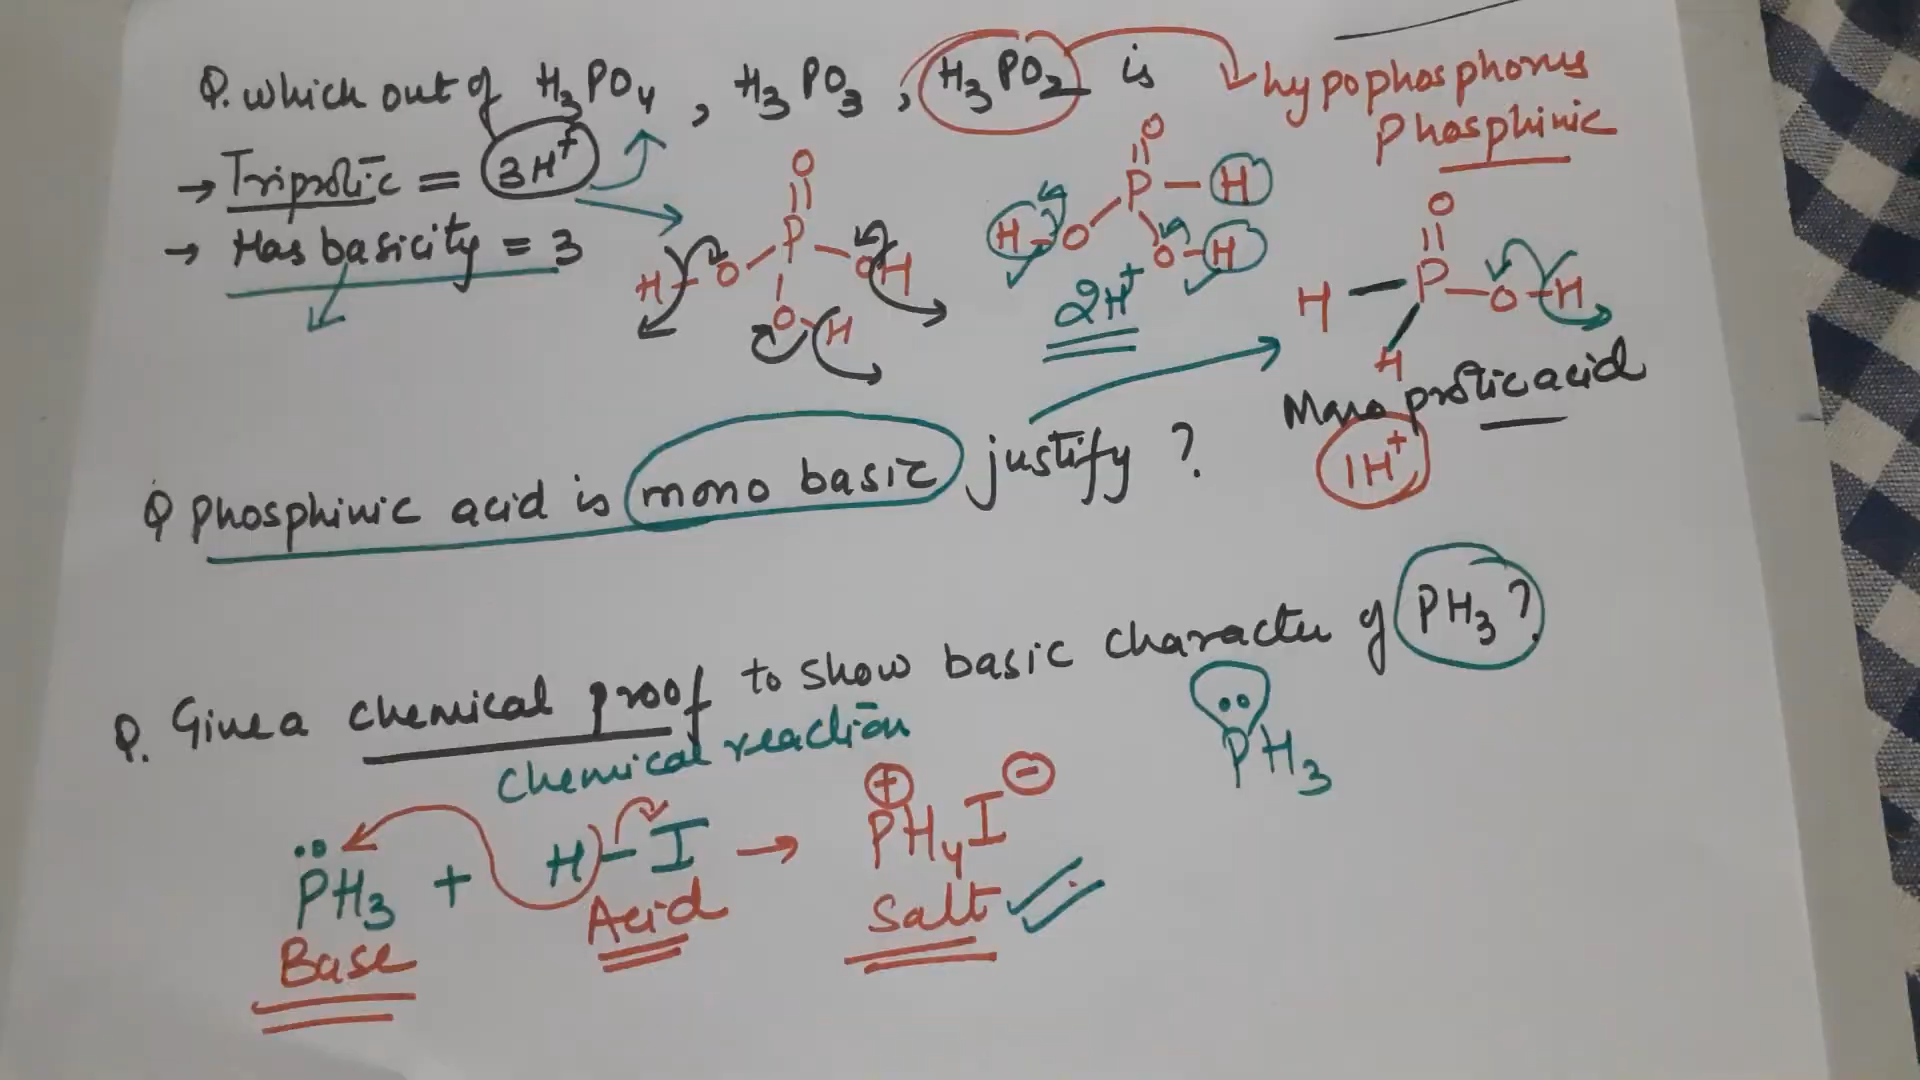 Q. which out of H3PO4, H3PO3, H3PO2 is
hypophosphorus
Phosphinic
→ Triprotic = 3H+
→ Has basicity = 3
O
P
H-O
OH
O H
O
P-H
H-O
O-H
2H+
O
H-P-O-H
H
Mono protic acid
1H+
Q Phosphinic acid is mono basic justify ?
Q. Give a chemical proof to show basic character of PH3?
chemical reaction
PH3
PH3 + H-I → PH4 I
+ -
Base
Acid
Salt